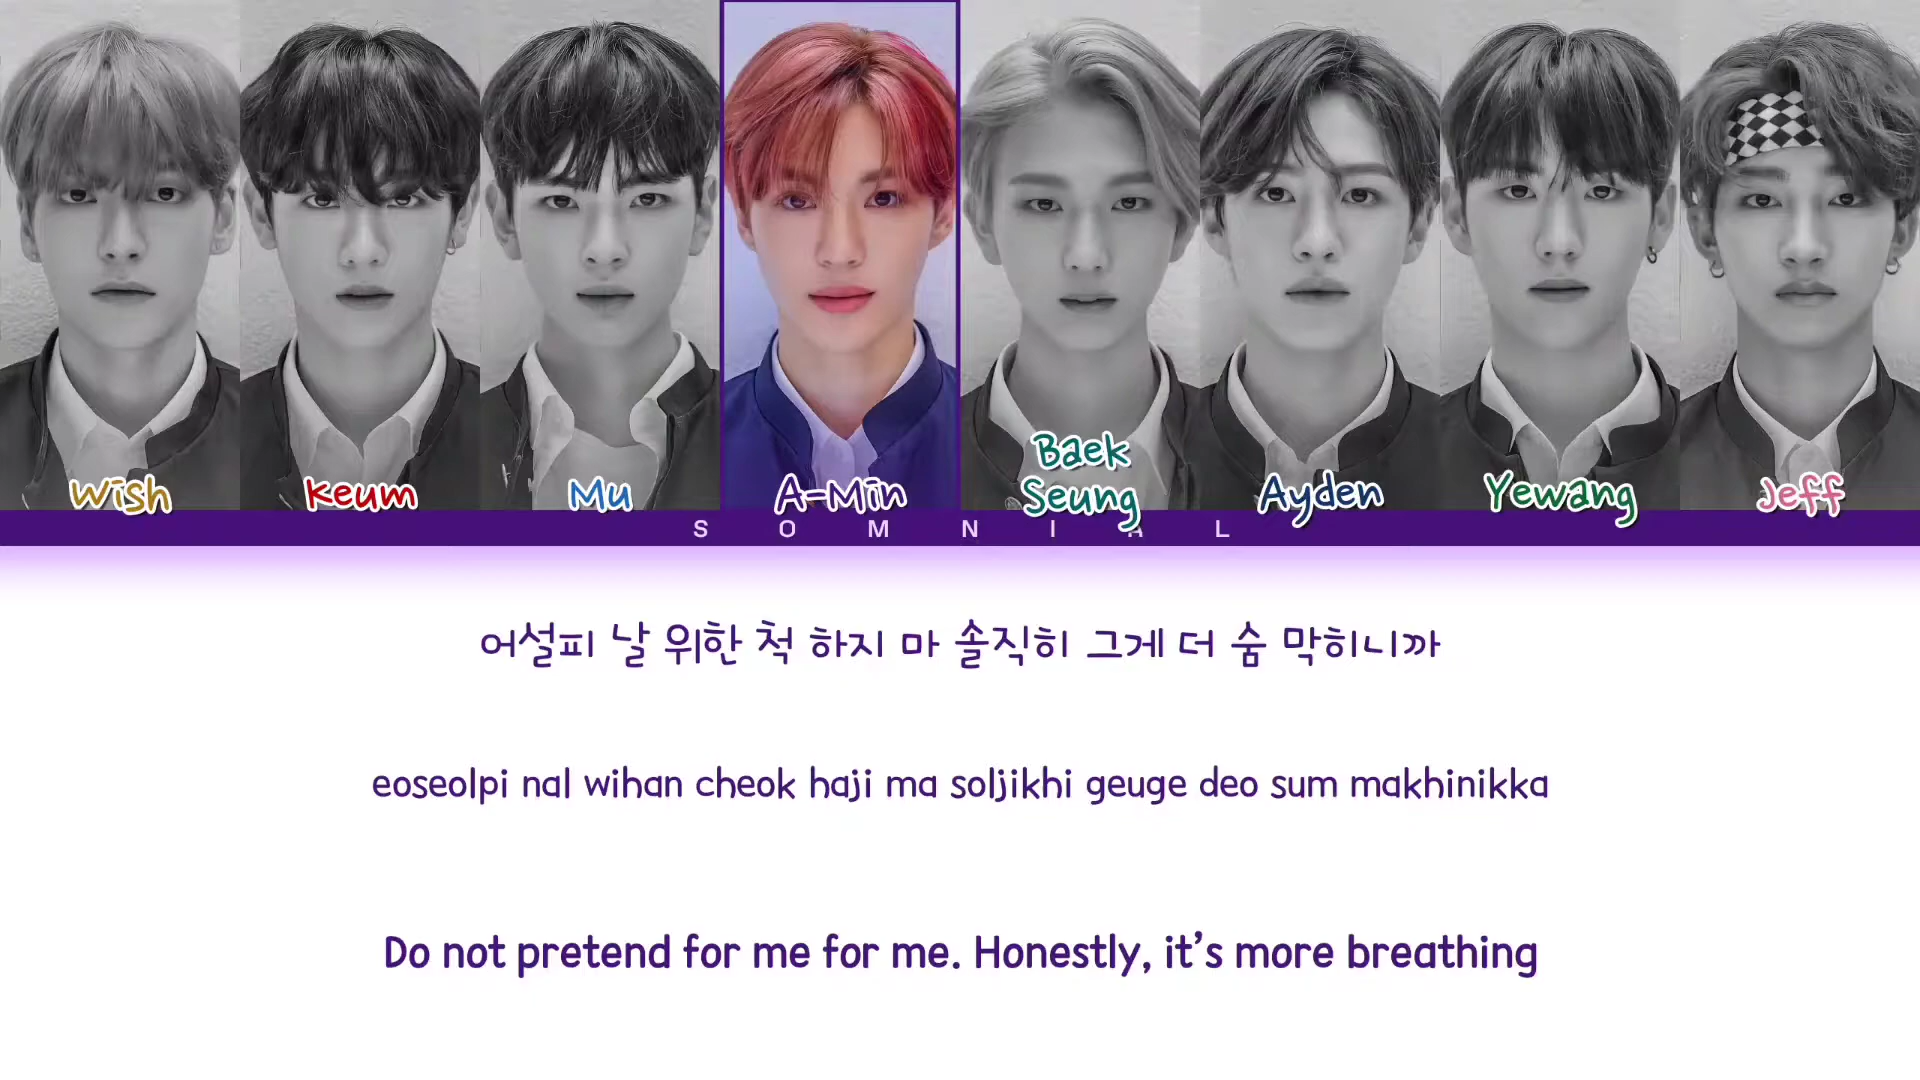 Wish
Keum
Mu
A-Min
Baek
Seung
Ayden
Yewang
Jeff
S O M N I A L
어설피 날 위한 척 하지 마 솔직히 그게 더 숨 막히니까
eoseolpi nal wihan cheok haji ma soljikhi geuge deo sum makhinikka
Do not pretend for me for me. Honestly, it's more breathing